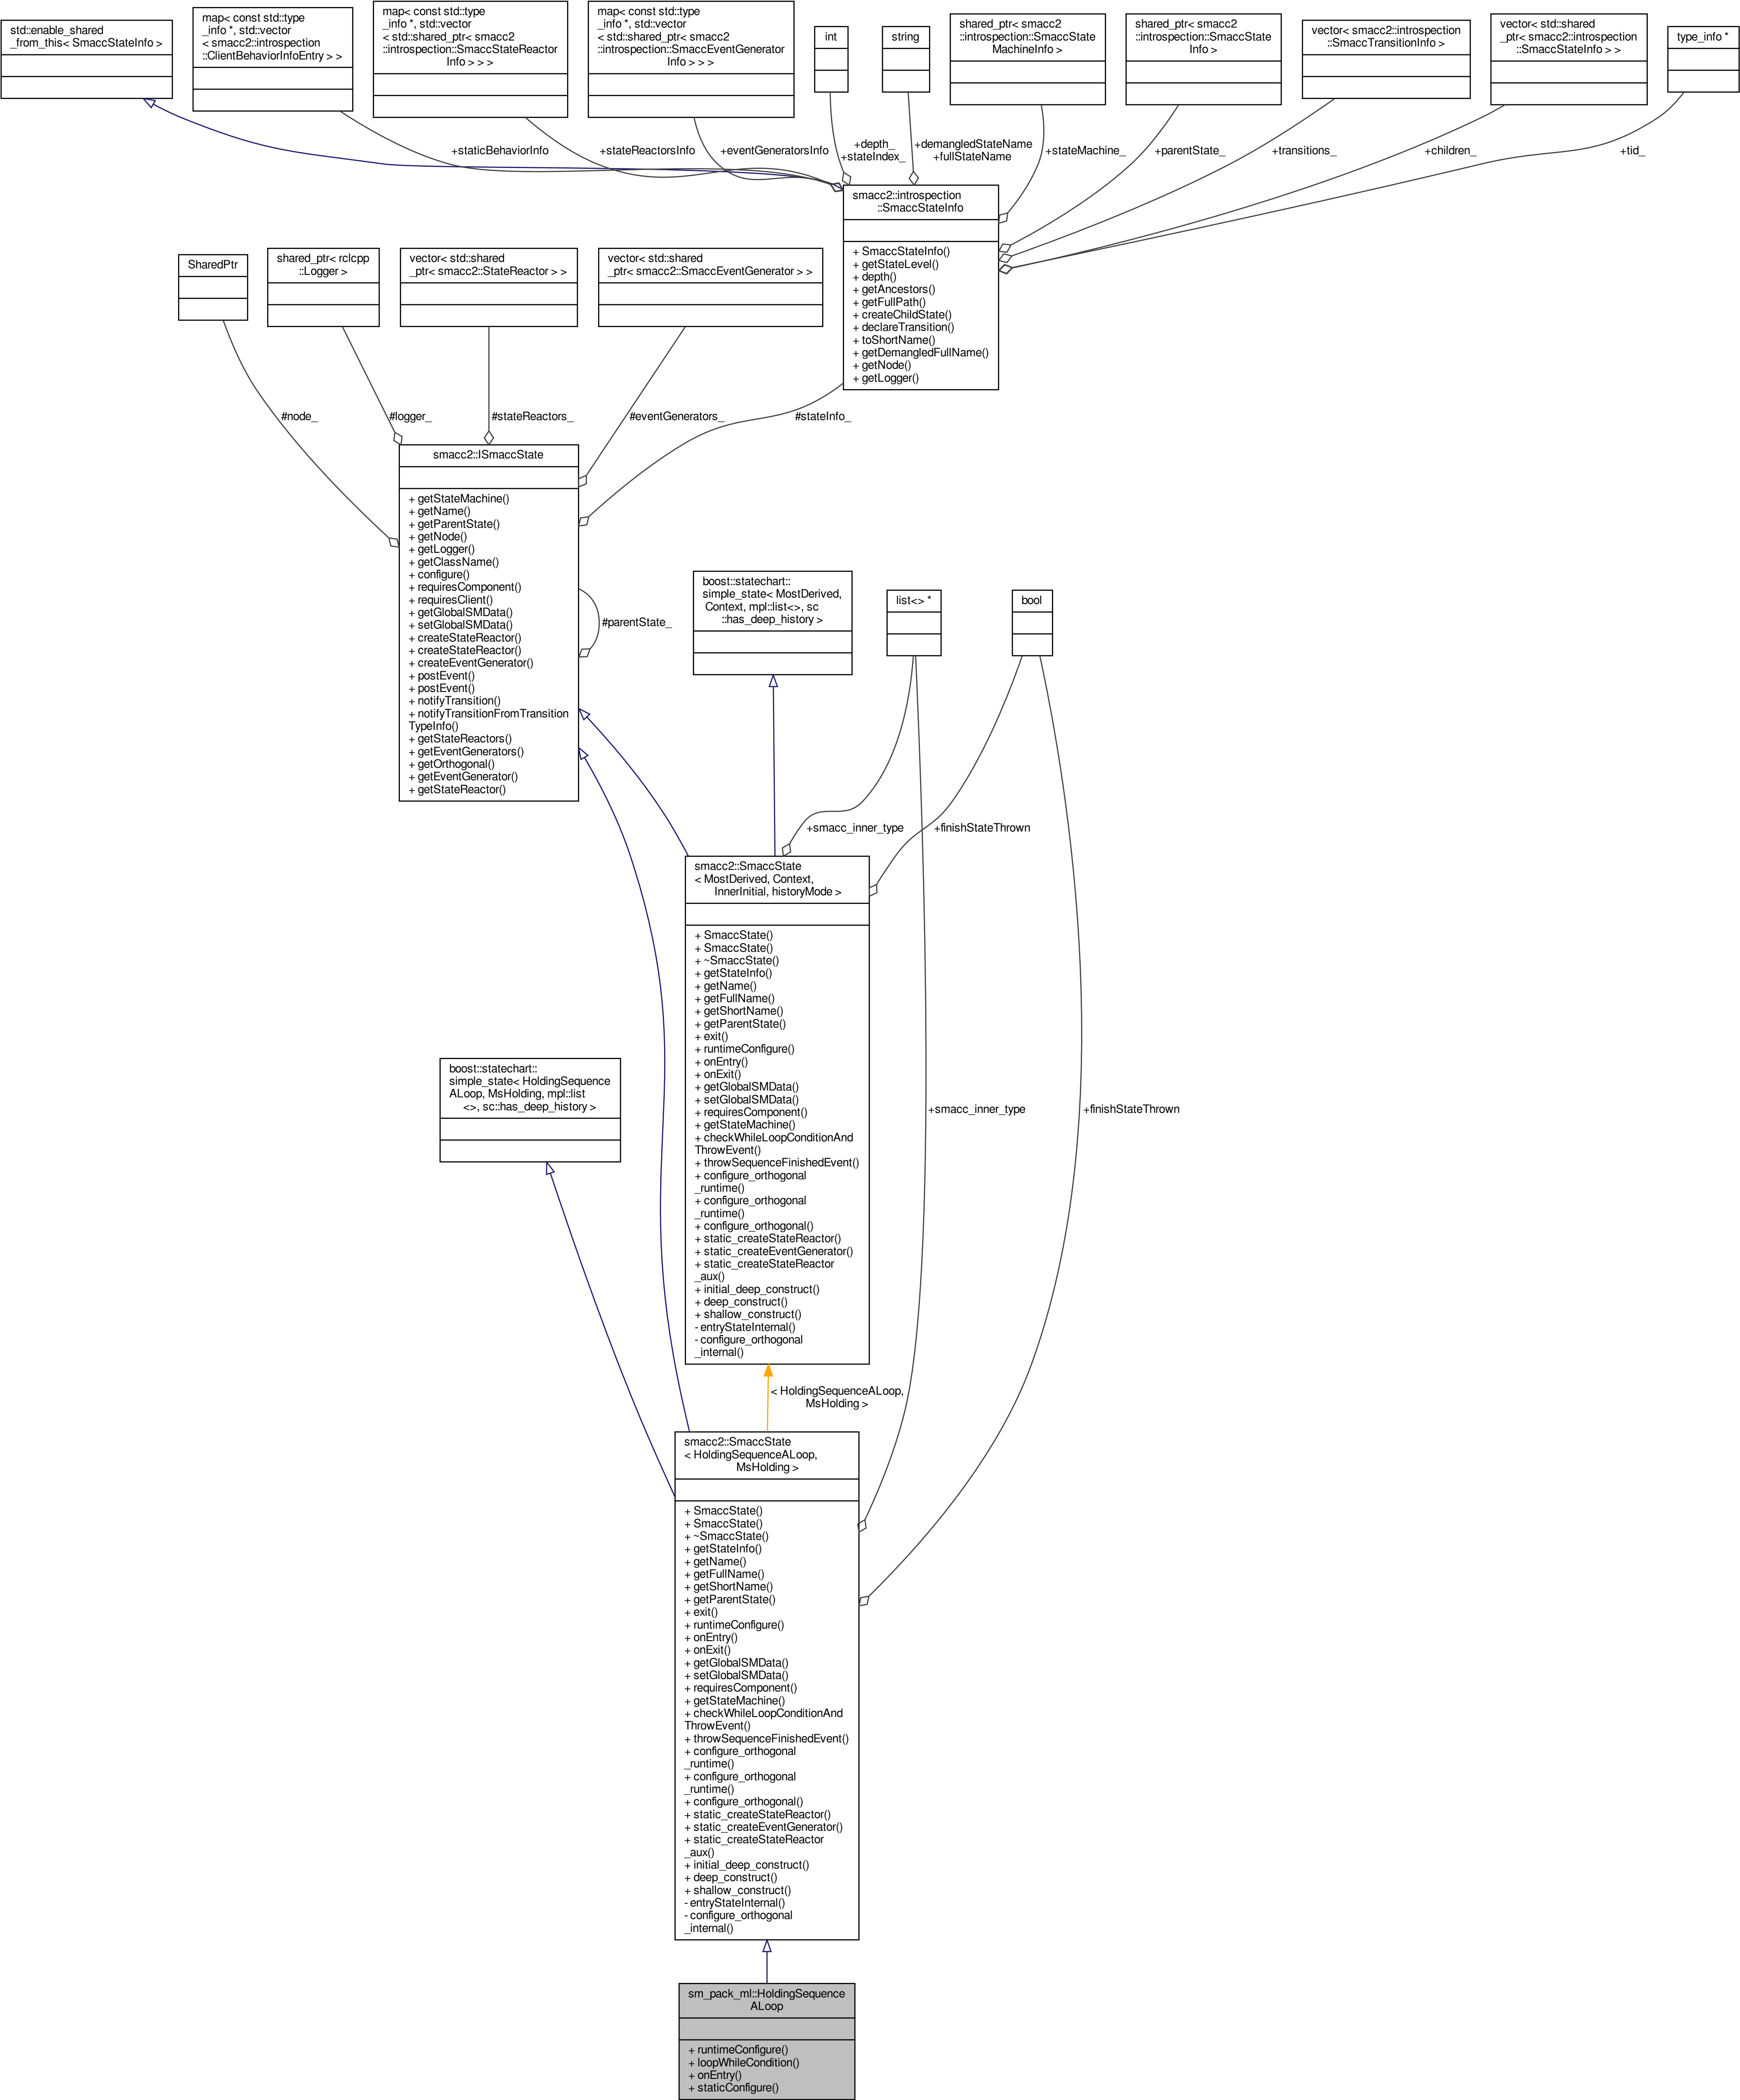 std::enable_shared
_from_this< SmaccStateInfo >
map< const std::type
_info *, std::vector
< smacc2::introspection
::ClientBehaviorInfoEntry > >
map< const std::type
_info *, std::vector
< std::shared_ptr< smacc2
::introspection::SmaccStateReactor
Info > > >
map< const std::type
_info *, std::vector
< std::shared_ptr< smacc2
::introspection::SmaccEventGenerator
Info > > >
int
string
shared_ptr< smacc2
::introspection::SmaccState
MachineInfo >
shared_ptr< smacc2
::introspection::SmaccState
Info >
vector< smacc2::introspection
::SmaccTransitionInfo >
vector< std::shared
_ptr< smacc2::introspection
::SmaccStateInfo > >
type_info *
+staticBehaviorInfo
+stateReactorsInfo
+eventGeneratorsInfo
+depth_
+stateIndex_
+demangledStateName
+fullStateName
+stateMachine_
+parentState_
+transitions_
+children_
+tid_
smacc2::introspection
::SmaccStateInfo
+ SmaccStateInfo()
+ getStateLevel()
+ depth()
+ getAncestors()
+ getFullPath()
+ createChildState()
+ declareTransition()
+ toShortName()
+ getDemangledFullName()
+ getNode()
+ getLogger()
SharedPtr
shared_ptr< rclcpp
::Logger >
vector< std::shared
_ptr< smacc2::StateReactor > >
vector< std::shared
_ptr< smacc2::SmaccEventGenerator > >
#node_
#logger_
#stateReactors_
#eventGenerators_
#stateInfo_
smacc2::ISmaccState
+ getStateMachine()
+ getName()
+ getParentState()
+ getNode()
+ getLogger()
+ getClassName()
+ configure()
+ requiresComponent()
+ requiresClient()
+ getGlobalSMData()
+ setGlobalSMData()
+ createStateReactor()
+ createStateReactor()
+ createEventGenerator()
+ postEvent()
+ postEvent()
+ notifyTransition()
+ notifyTransitionFromTransition
TypeInfo()
+ getStateReactors()
+ getEventGenerators()
+ getOrthogonal()
+ getEventGenerator()
+ getStateReactor()
#parentState_
boost::statechart::
simple_state< MostDerived,
Context, mpl::list<>, sc
::has_deep_history >
list<> *
bool
+smacc_inner_type
+finishStateThrown
smacc2::SmaccState
< MostDerived, Context,
InnerInitial, historyMode >
+ SmaccState()
+ SmaccState()
+ ~SmaccState()
+ getStateInfo()
+ getName()
+ getFullName()
+ getShortName()
+ getParentState()
+ exit()
+ runtimeConfigure()
+ onEntry()
+ onExit()
+ getGlobalSMData()
+ setGlobalSMData()
+ requiresComponent()
+ getStateMachine()
+ checkWhileLoopConditionAnd
ThrowEvent()
+ throwSequenceFinishedEvent()
+ configure_orthogonal
_runtime()
+ configure_orthogonal
_runtime()
+ configure_orthogonal()
+ static_createStateReactor()
+ static_createEventGenerator()
+ static_createStateReactor
_aux()
+ initial_deep_construct()
+ deep_construct()
+ shallow_construct()
- entryStateInternal()
- configure_orthogonal
_internal()
boost::statechart::
simple_state< HoldingSequence
ALoop, MsHolding, mpl::list
<>, sc::has_deep_history >
+smacc_inner_type
+finishStateThrown
< HoldingSequenceALoop,
MsHolding >
smacc2::SmaccState
< HoldingSequenceALoop,
MsHolding >
+ SmaccState()
+ SmaccState()
+ ~SmaccState()
+ getStateInfo()
+ getName()
+ getFullName()
+ getShortName()
+ getParentState()
+ exit()
+ runtimeConfigure()
+ onEntry()
+ onExit()
+ getGlobalSMData()
+ setGlobalSMData()
+ requiresComponent()
+ getStateMachine()
+ checkWhileLoopConditionAnd
ThrowEvent()
+ throwSequenceFinishedEvent()
+ configure_orthogonal
_runtime()
+ configure_orthogonal
_runtime()
+ configure_orthogonal()
+ static_createStateReactor()
+ static_createEventGenerator()
+ static_createStateReactor
_aux()
+ initial_deep_construct()
+ deep_construct()
+ shallow_construct()
- entryStateInternal()
- configure_orthogonal
_internal()
sm_pack_ml::HoldingSequence
ALoop
+ runtimeConfigure()
+ loopWhileCondition()
+ onEntry()
+ staticConfigure()